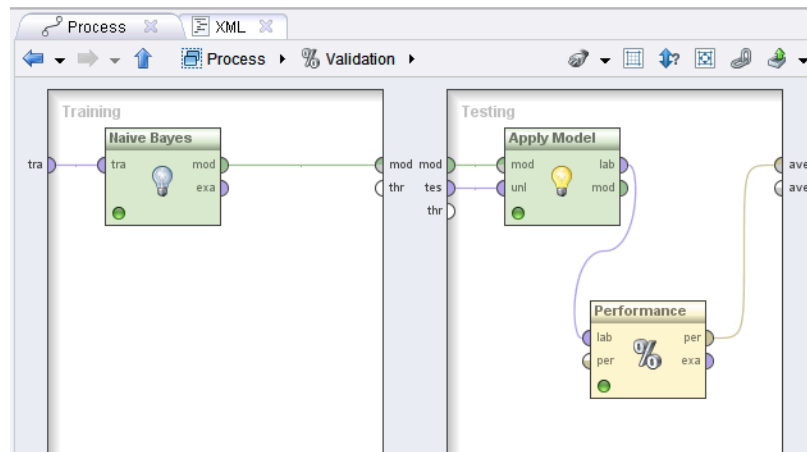 Process XML
Process Validation
Training
Testing
Naive Bayes
Apply Model
tra tra mod mod mod mod lab ave
exa thr tes unl mod ave
thr
Performance
lab per
per exa